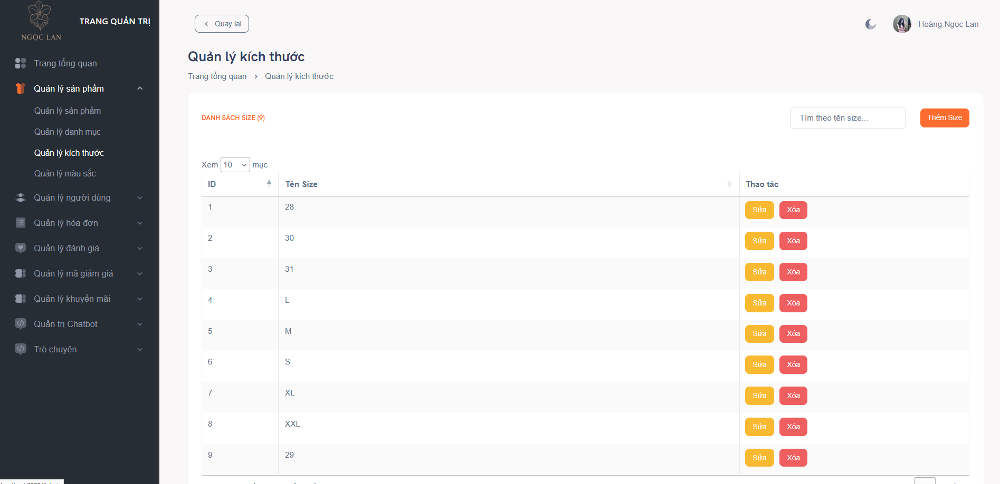 NGỌC LAN
TRANG QUẢN TRỊ
Trang tổng quan
Quản lý sản phẩm
Quản lý sản phẩm
Quản lý danh mục
Quản lý kích thước
Quản lý màu sắc
Quản lý người dùng
Quản lý hóa đơn
Quản lý đánh giá
Quản lý mã giảm giá
Quản lý khuyến mãi
Quản trị Chatbot
Trò chuyện
Quay lại
Hoàng Ngọc Lan
Quản lý kích thước
Trang tổng quan > Quản lý kích thước
DANH SÁCH SIZE (9)
Tìm theo tên size...
Thêm Size
Xem 10 mục
ID Tên Size Thao tác
1 28 Sửa Xóa
2 30 Sửa Xóa
3 31 Sửa Xóa
4 L Sửa Xóa
5 M Sửa Xóa
6 S Sửa Xóa
7 XL Sửa Xóa
8 XXL Sửa Xóa
9 29 Sửa Xóa